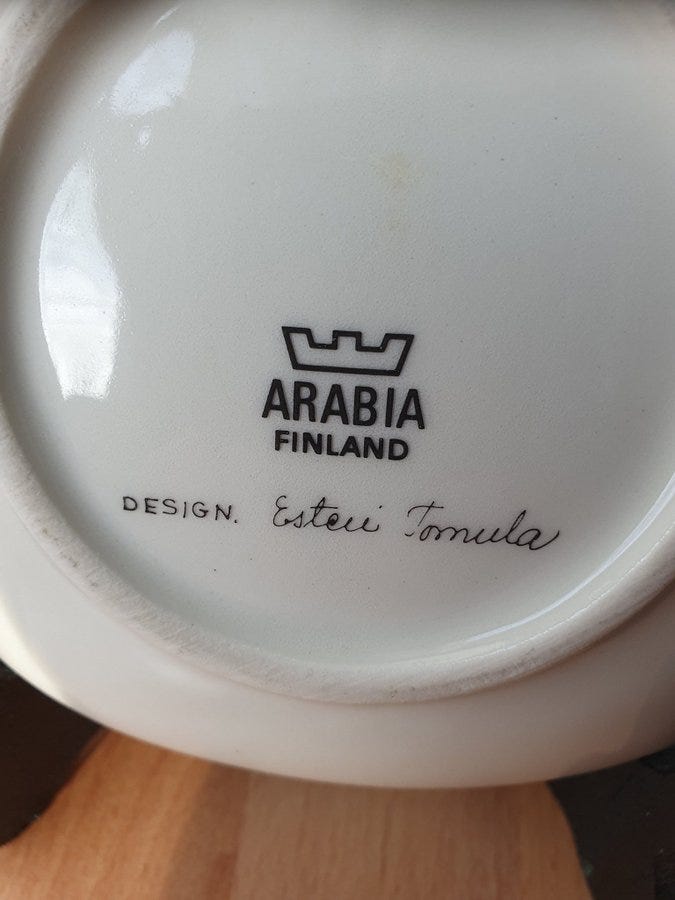 ARABIA
FINLAND
DESIGN. Esteri Tomula